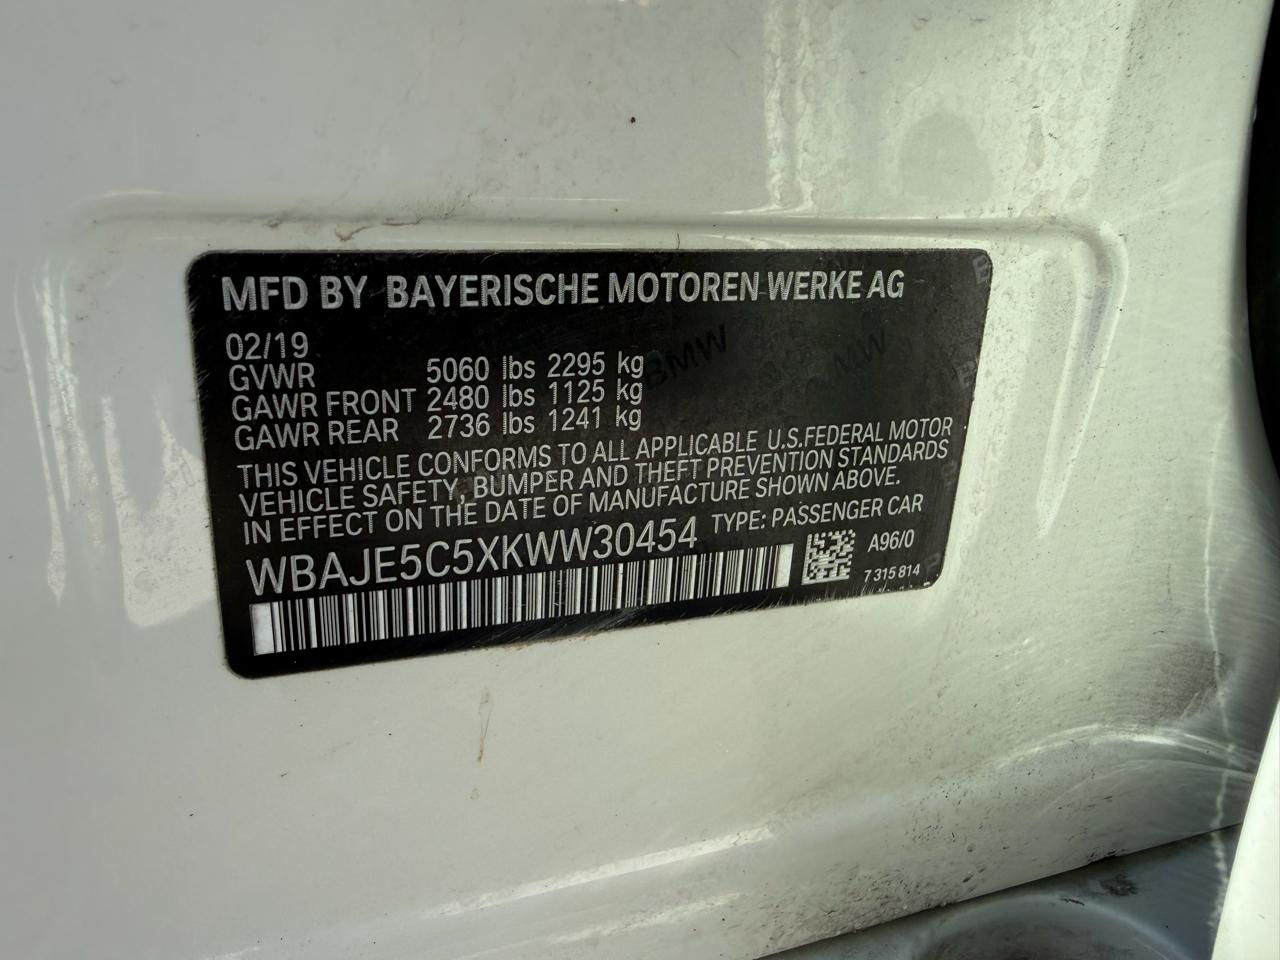 MFD BY BAYERISCHE MOTOREN WERKE AG
02/19
GVWR 5060 lbs 2295 kg
GAWR FRONT 2480 lbs 1125 kg
GAWR REAR 2736 lbs 1241 kg
THIS VEHICLE CONFORMS TO ALL APPLICABLE U.S.FEDERAL MOTOR
VEHICLE SAFETY, BUMPER AND THEFT PREVENTION STANDARDS
IN EFFECT ON THE DATE OF MANUFACTURE SHOWN ABOVE.
WBAJE5C5XKWW30454 TYPE: PASSENGER CAR
A96/0
7 315 814
BMW
BMW